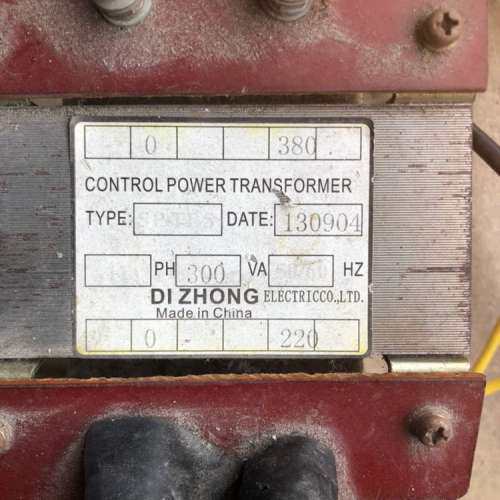 0 380
CONTROL POWER TRANSFORMER
TYPE: DATE: 130904
PH 300 VA 50/60 HZ
DI ZHONG ELECTRICCO.,LTD.
Made in China
0 220